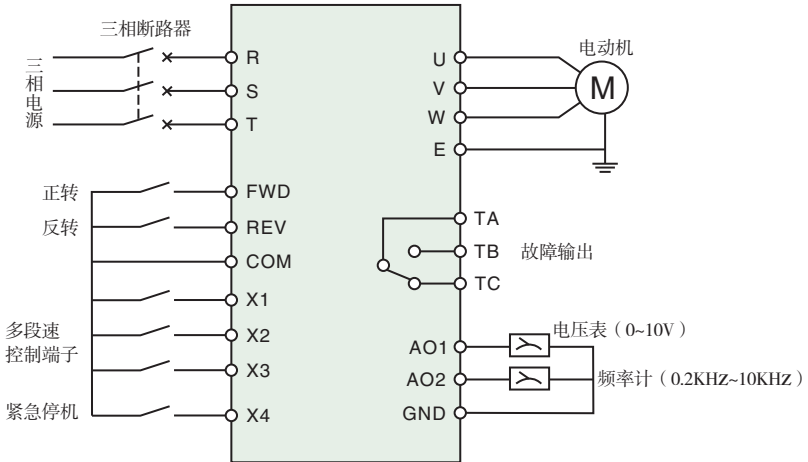 三相断路器
三相电源
R
S
T
正转
FWD
反转
REV
COM
X1
多段速
控制端子
X2
X3
紧急停机
X4
U
V
W
E
电动机
M
TA
TB
故障输出
TC
AO1
电压表（0~10V）
AO2
频率计（0.2KHz~10KHz）
GND